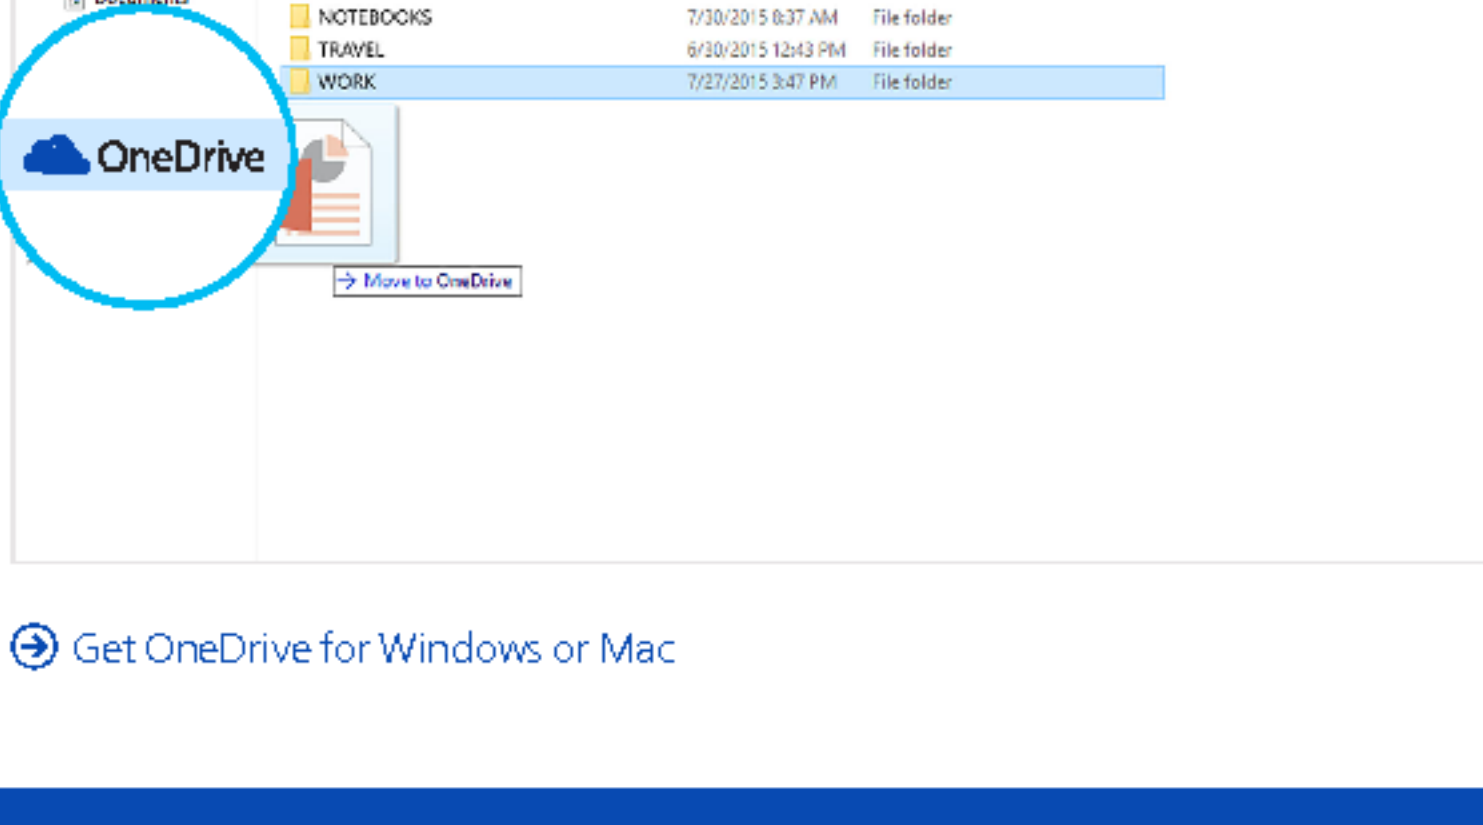 Documents
NOTEBOOKS 7/30/2015 8:37 AM File folder
TRAVEL 6/30/2015 12:43 PM File folder
WORK 7/27/2015 3:47 PM File folder
OneDrive
→ Move to OneDrive
Get OneDrive for Windows or Mac